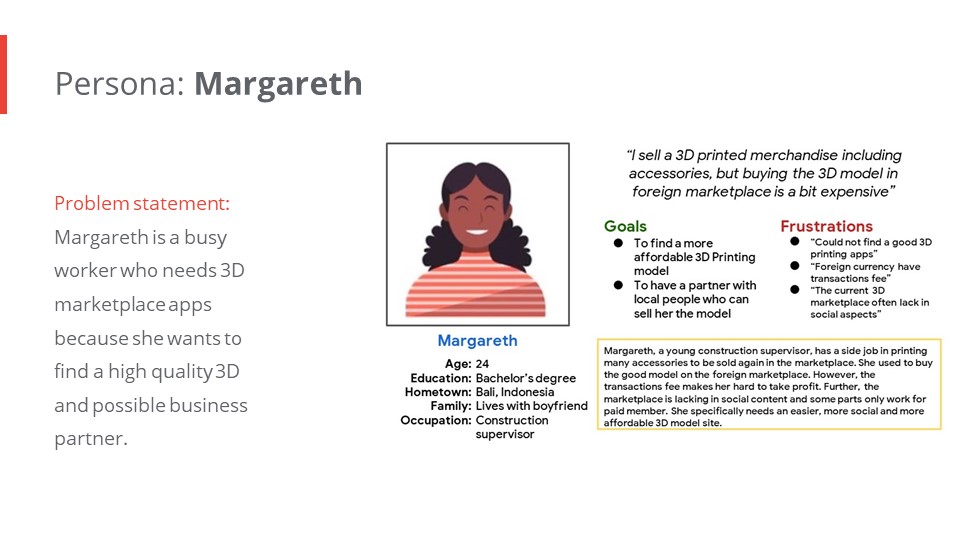 Persona: Margareth
Problem statement:
Margareth is a busy
worker who needs 3D
marketplace apps
because she wants to
find a high quality 3D
and possible business
partner.
Margareth
Age: 24
Education: Bachelor's degree
Hometown: Bali, Indonesia
Family: Lives with boyfriend
Occupation: Construction
supervisor
“I sell a 3D printed merchandise including
accessories, but buying the 3D model in
foreign marketplace is a bit expensive”
Goals
● To find a more
affordable 3D Printing
model
● To have a partner with
local people who can
sell her the model
Frustrations
● “Could not find a good 3D
printing apps”
● “Foreign currency have
transactions fee”
● “The current 3D
marketplace often lack in
social aspects”
Margareth, a young construction supervisor, has a side job in printing
many accessories to be sold again in the marketplace. She used to buy
the good model on the foreign marketplace. However, the
transactions fee makes her hard to take profit. Further, the
marketplace is lacking in social content and some parts only work for
paid member. She specifically needs an easier, more social and more
affordable 3D model site.